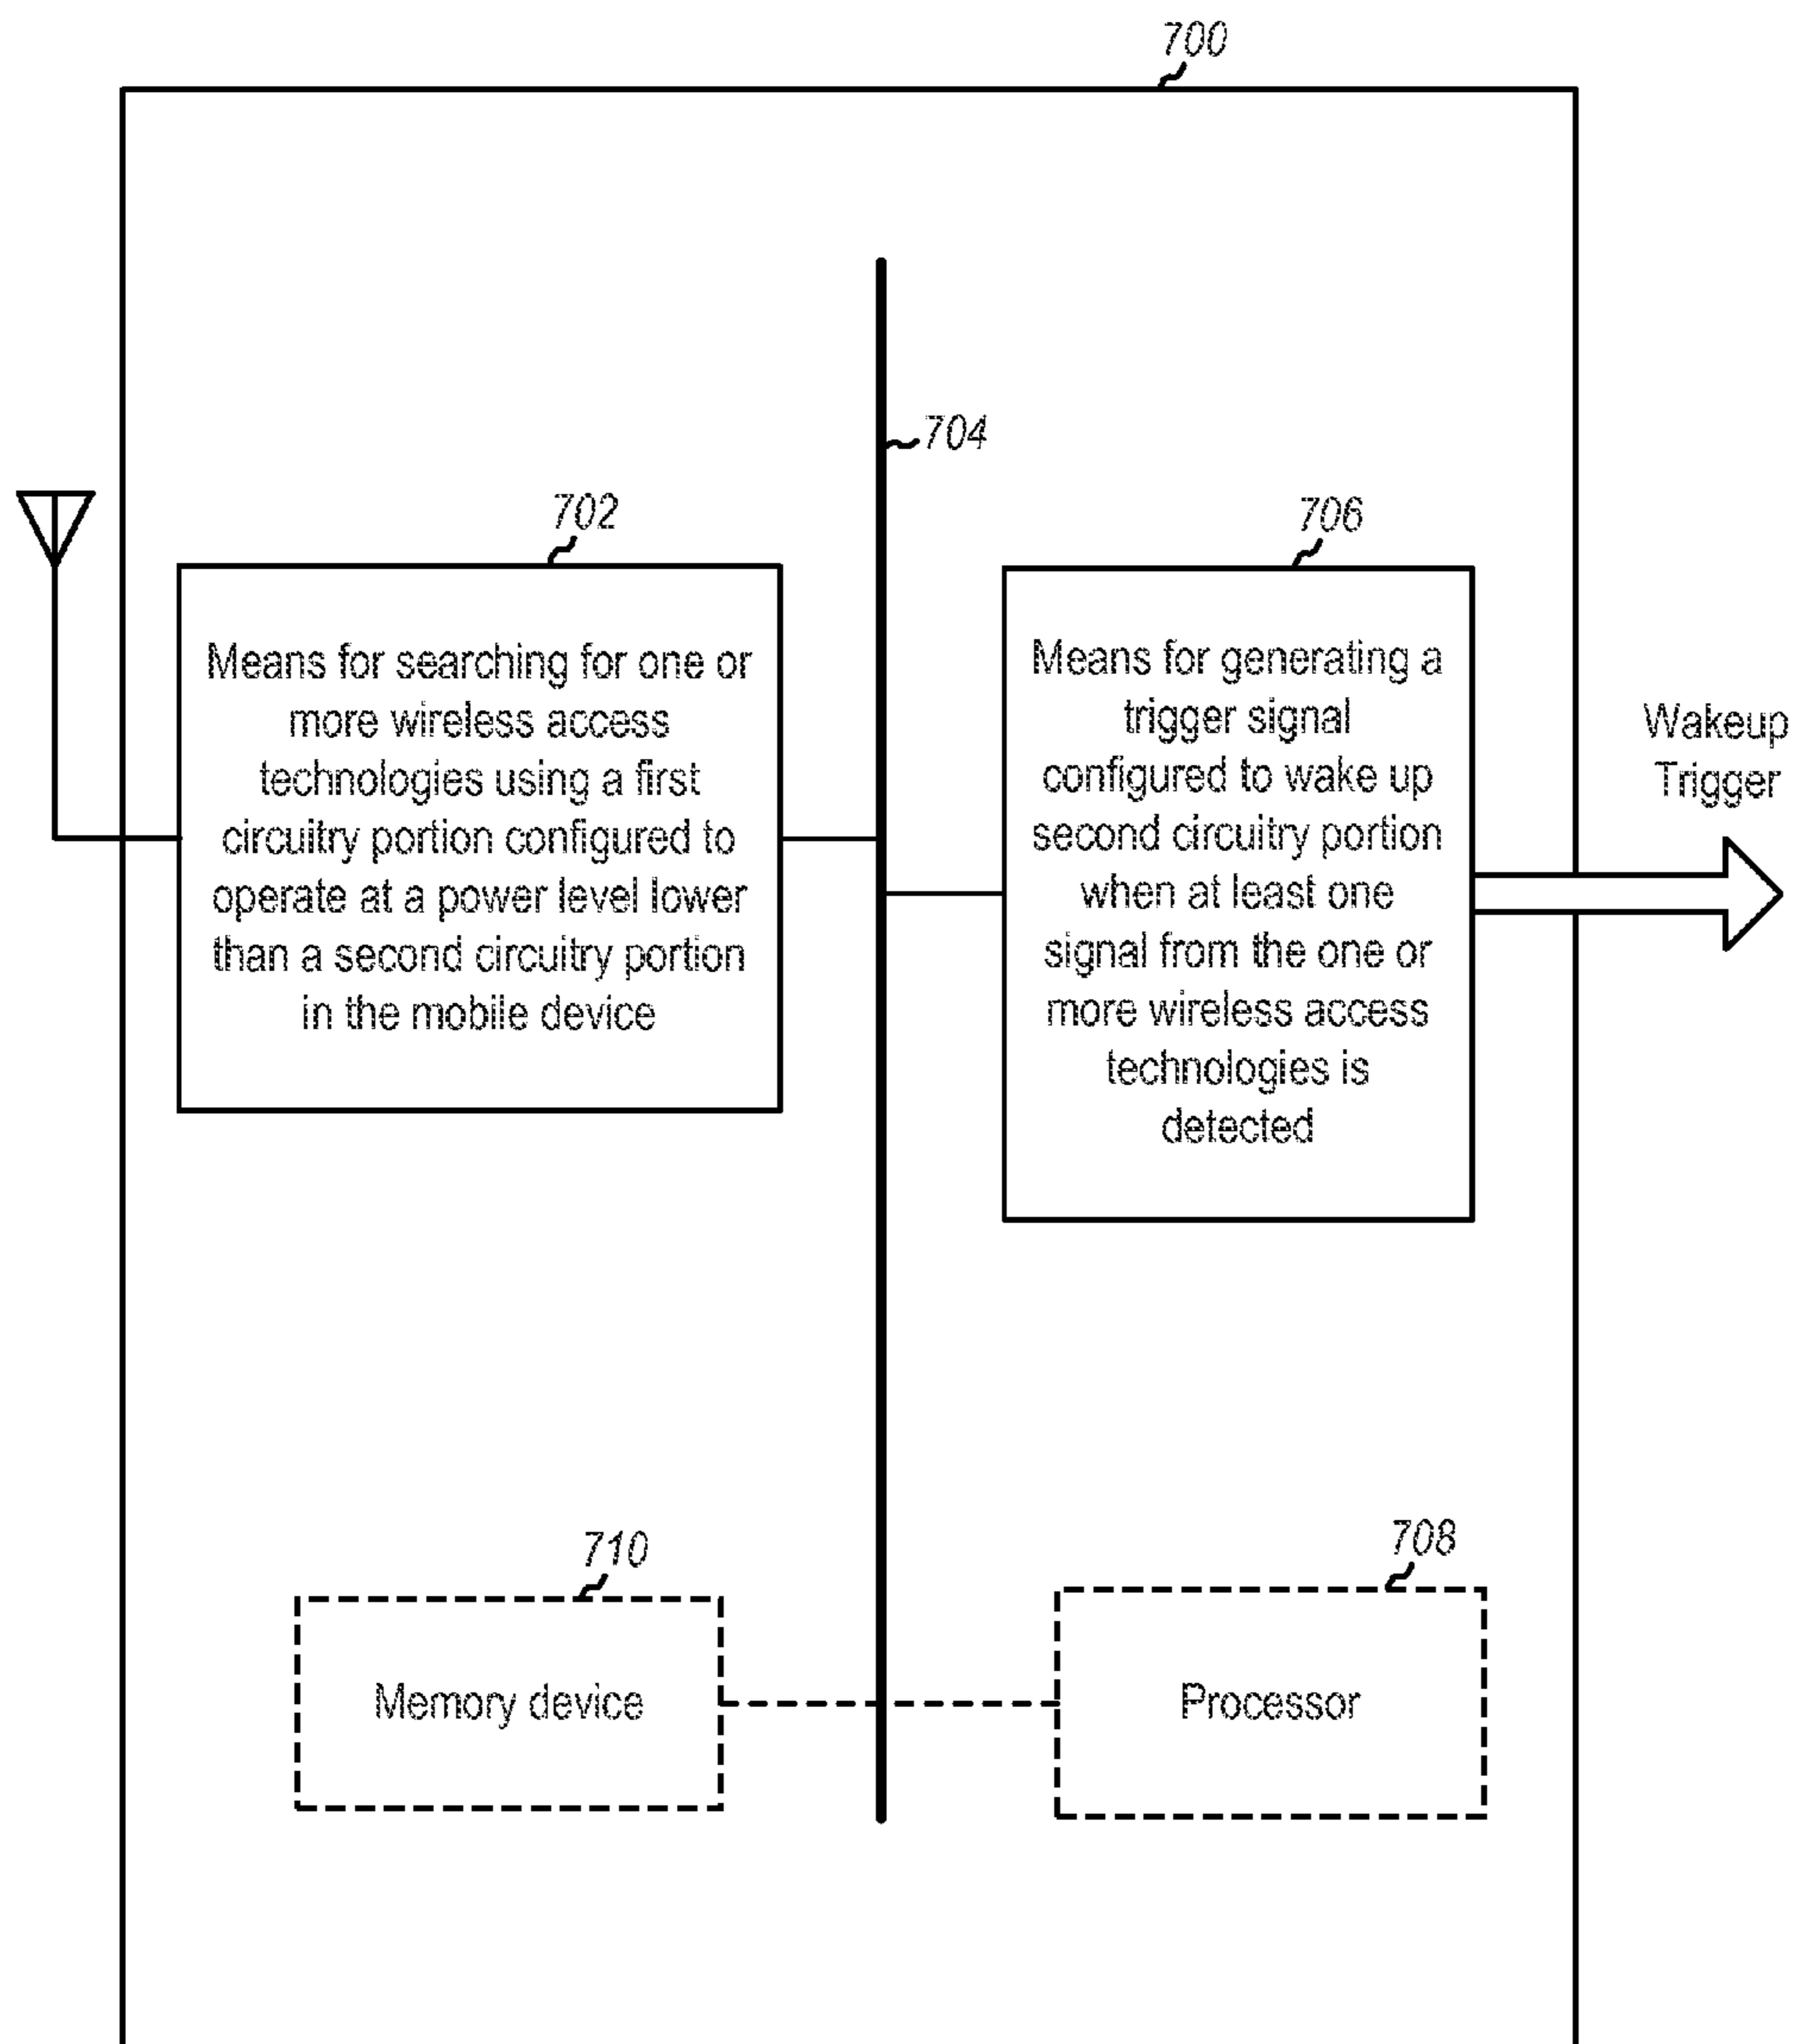 700
704
702
Means for searching for one or
more wireless access
technologies using a first
circuitry portion configured to
operate at a power level lower
than a second circuitry portion
in the mobile device
706
Means for generating a
trigger signal
configured to wake up
second circuitry portion
when at least one
signal from the one or
more wireless access
technologies is
detected
Wakeup
Trigger
710
Memory device
708
Processor